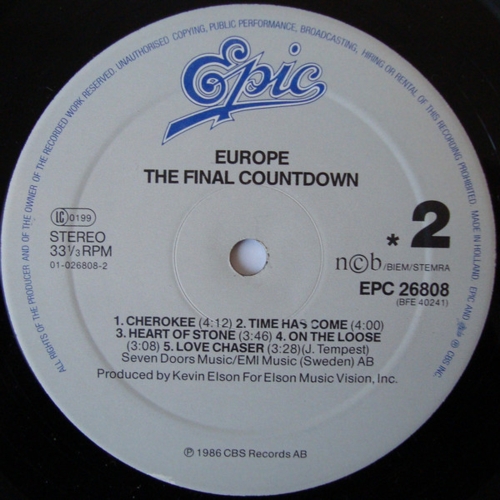 ALL RIGHTS OF THE PRODUCER AND OF THE OWNER OF THE RECORDED WORK RESERVED. UNAUTHORISED COPYING, PUBLIC PERFORMANCE, BROADCASTING, HIRING OR RENTAL OF THIS RECORD PROHIBITED. MADE IN HOLLAND. EPIC AND ARE ® CBS INC.
Epic
EUROPE
THE FINAL COUNTDOWN
LC 0199
STEREO
33⅓ RPM
01-026808-2
* 2
n©b/BIEM/STEMRA
EPC 26808
(BFE 40241)
1. CHEROKEE (4:12) 2. TIME HAS COME (4:00)
3. HEART OF STONE (3:46) 4. ON THE LOOSE
(3:08) 5. LOVE CHASER (3:28)(J. Tempest)
Seven Doors Music/EMI Music (Sweden) AB
Produced by Kevin Elson For Elson Music Vision, Inc.
℗ 1986 CBS Records AB